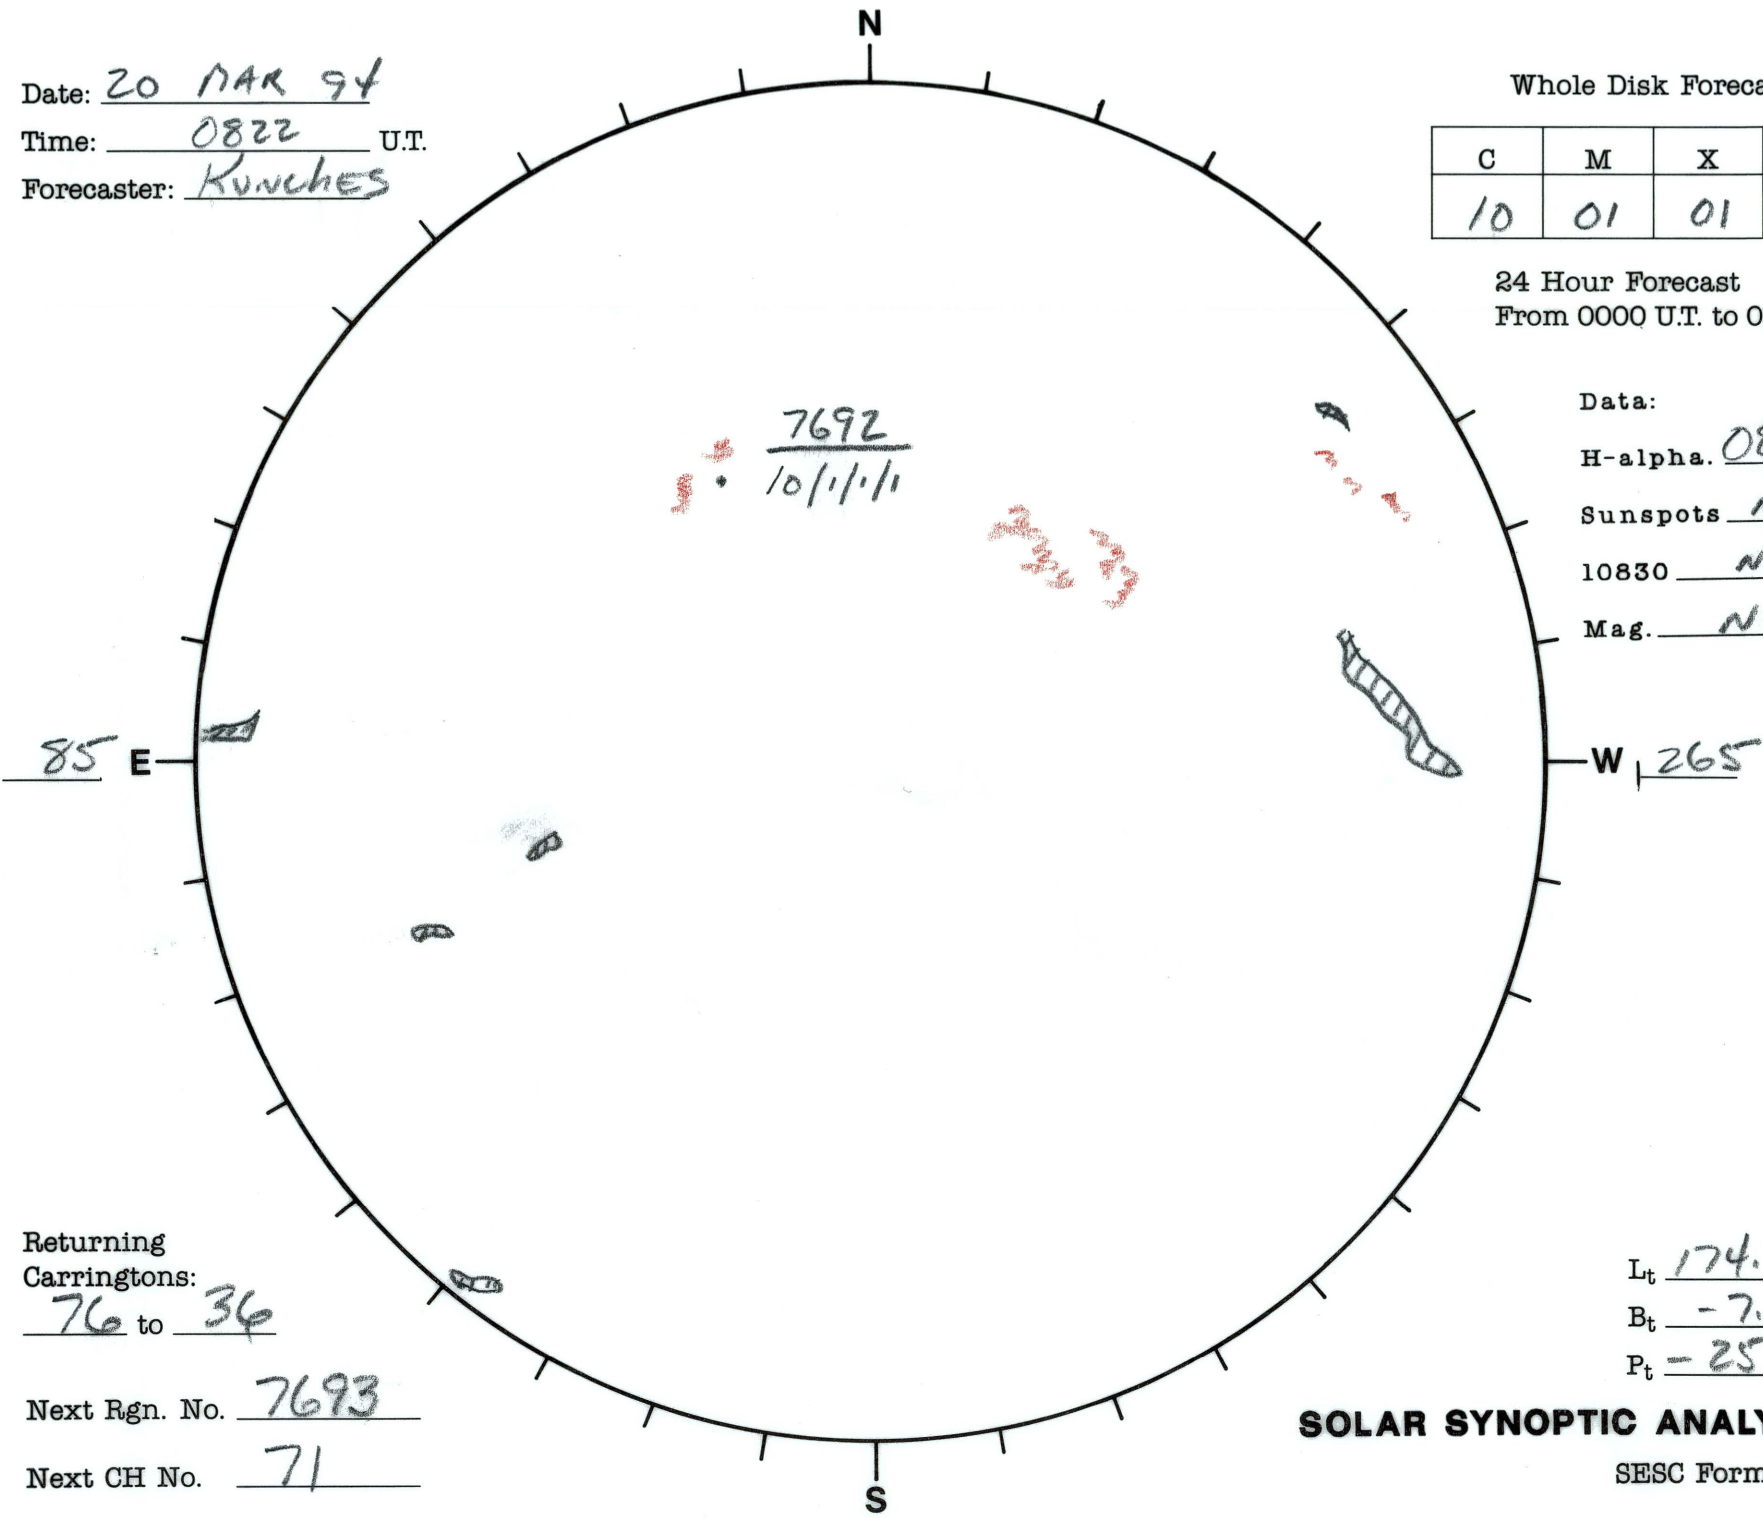 N
Date: 20 MAR 94
Time: 0822 U.T.
Forecaster: Kunches
Whole Disk Foreca
C M X
10 01 01
24 Hour Forecast
From 0000 U.T. to 0
7692
10/1/1/1
Data:
H-alpha. 08
Sunspots
10830 N
Mag. N
85 E
W 265
Returning
Carringtons:
76 to 36
Next Rgn. No. 7693
Next CH No. 71
Lt 174.
Bt -7.
Pt -25
SOLAR SYNOPTIC ANALY
SESC Form
S